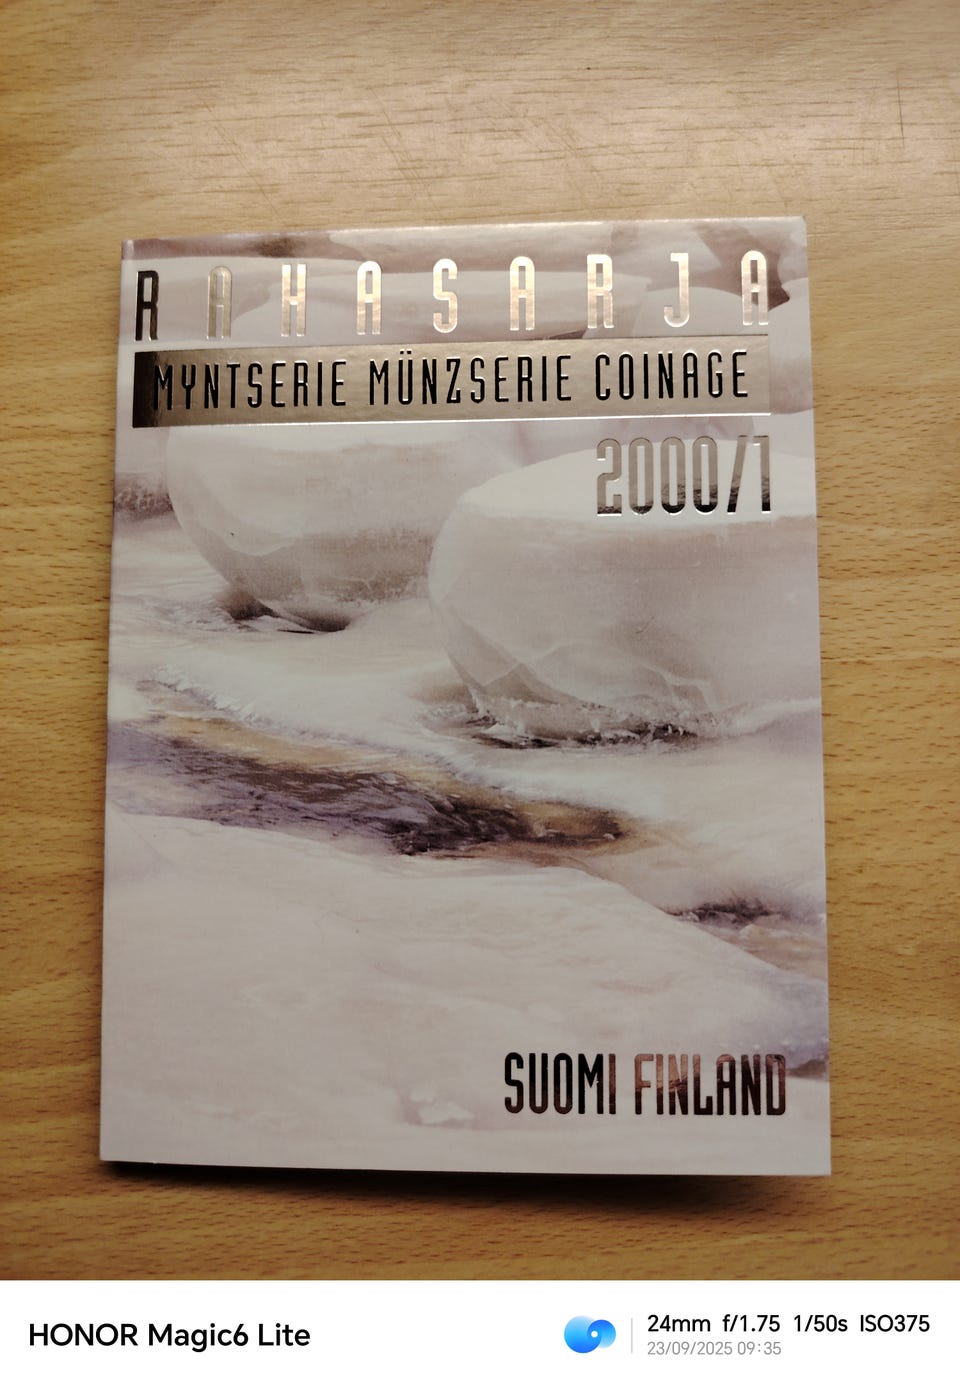 RAHASARJA
MYNTSERIE MÜNZSERIE COINAGE
2000/1
SUOMI FINLAND
HONOR Magic6 Lite
24mm f/1.75 1/50s ISO375
23/09/2025 09:35